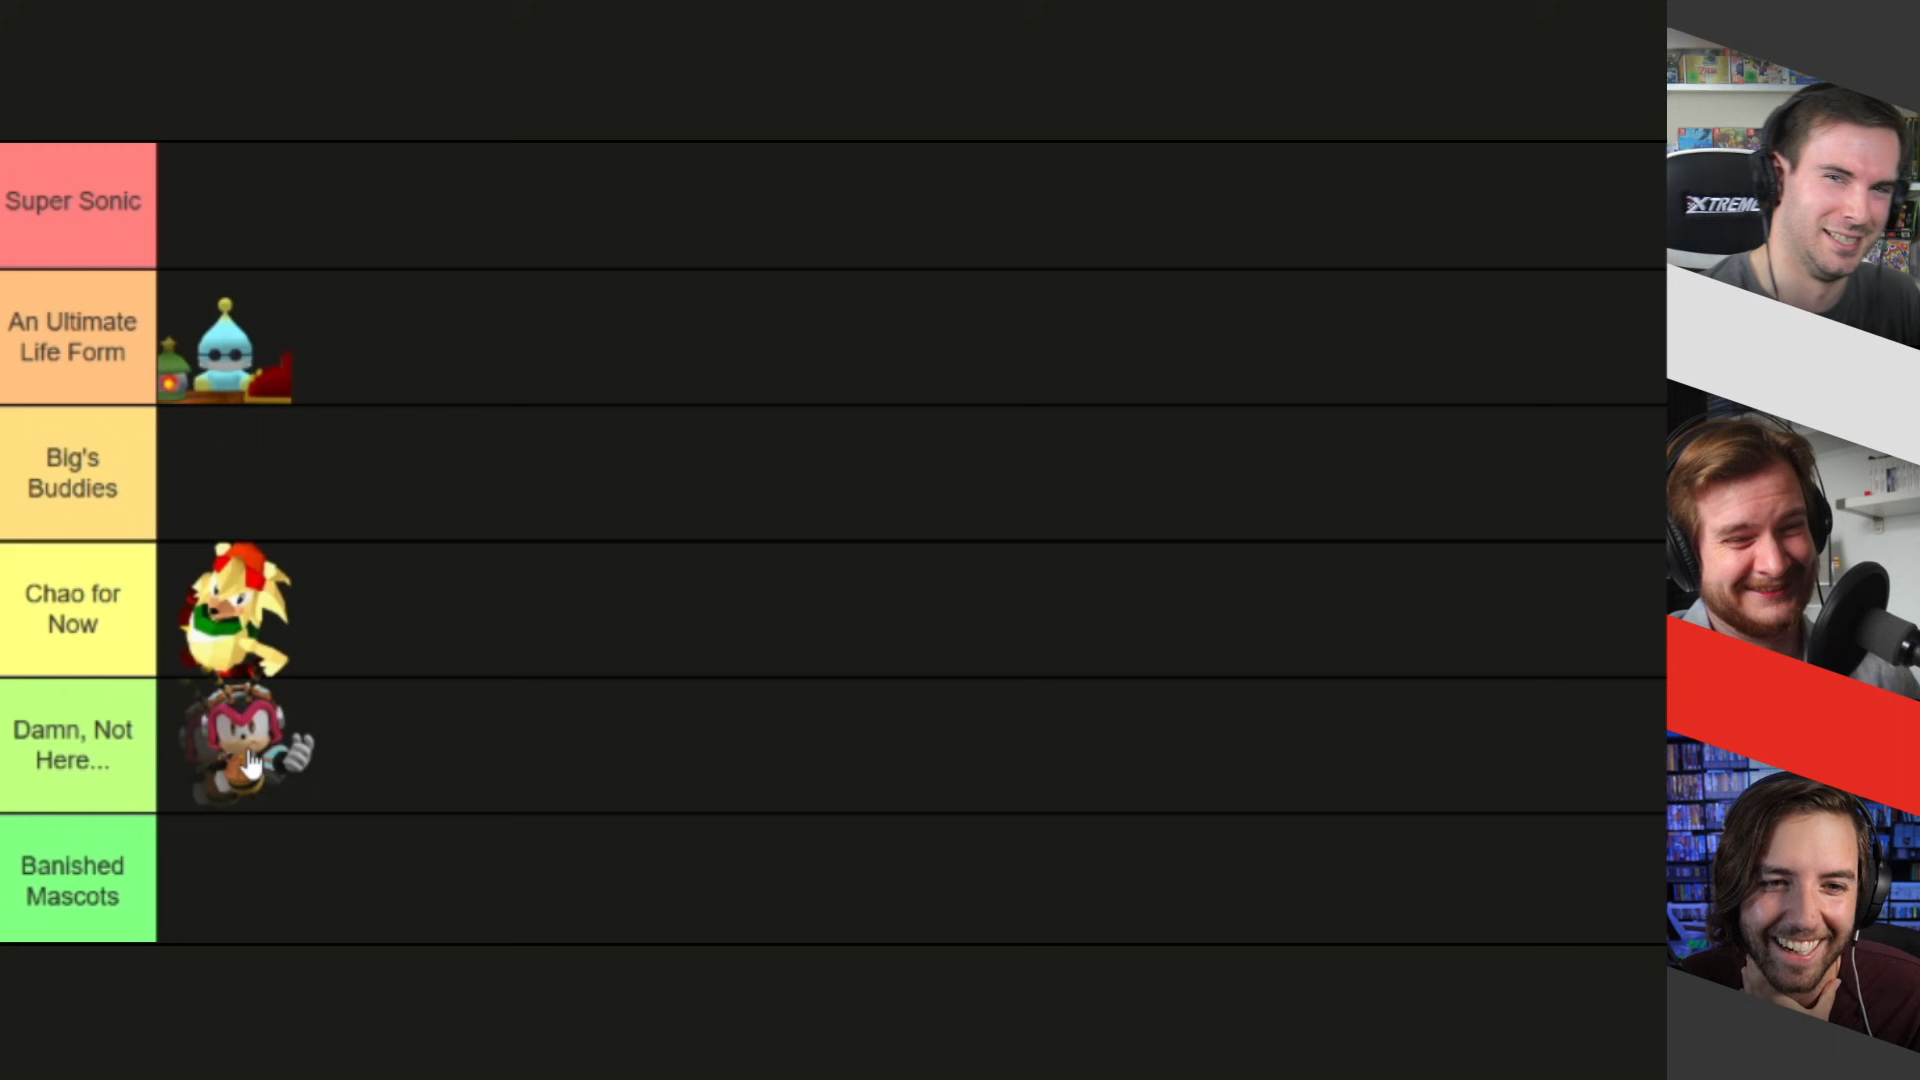 Super Sonic
An Ultimate
Life Form
Big's
Buddies
Chao for
Now
Damn, Not
Here...
Banished
Mascots
XTREME